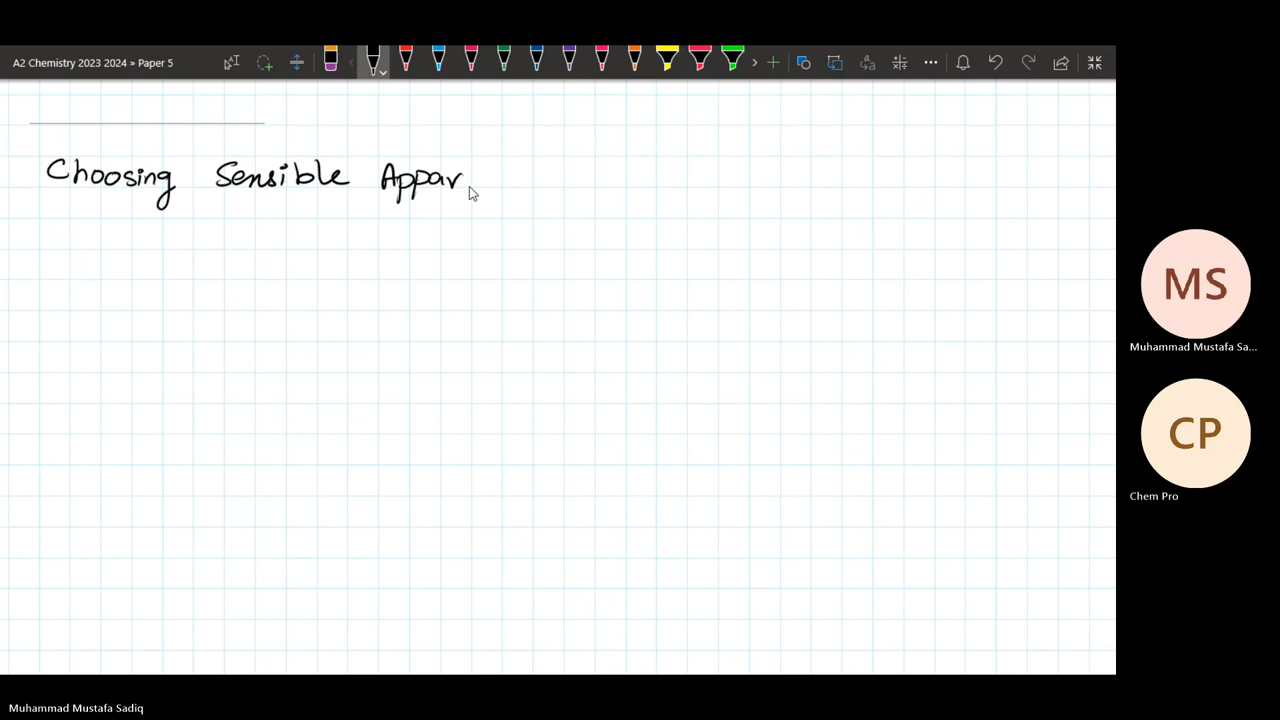 A2 Chemistry 2023 2024 » Paper 5
Choosing Sensible Appar
MS
Muhammad Mustafa Sa...
CP
Chem Pro
Muhammad Mustafa Sadiq